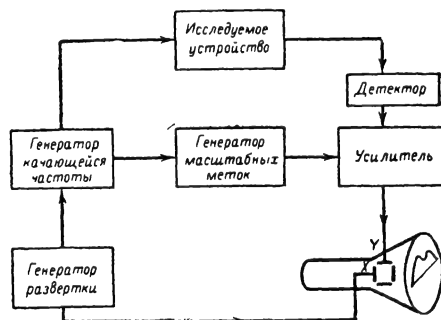 Исследуемое
устройство
Детектор
Генератор
качающейся
частоты
Генератор
масштабных
меток
Усилитель
Y
X
Генератор
развертки